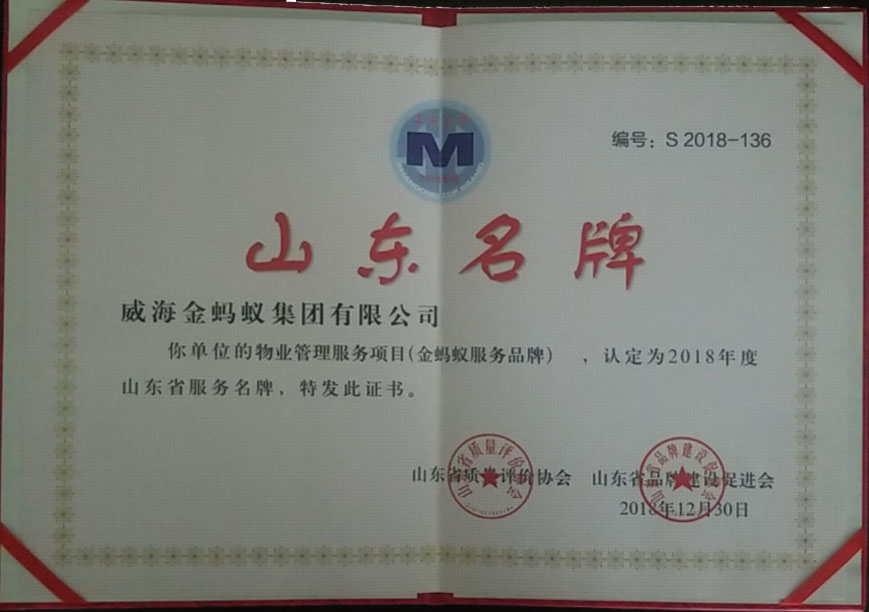 M
编号：S 2018-136
山东名牌
威海金蚂蚁集团有限公司
你单位的物业管理服务项目(金蚂蚁服务品牌) ，认定为2018年度
山东省服务名牌，特发此证书。
山东省质量评价协会 山东省品牌建设促进会
2018年12月30日